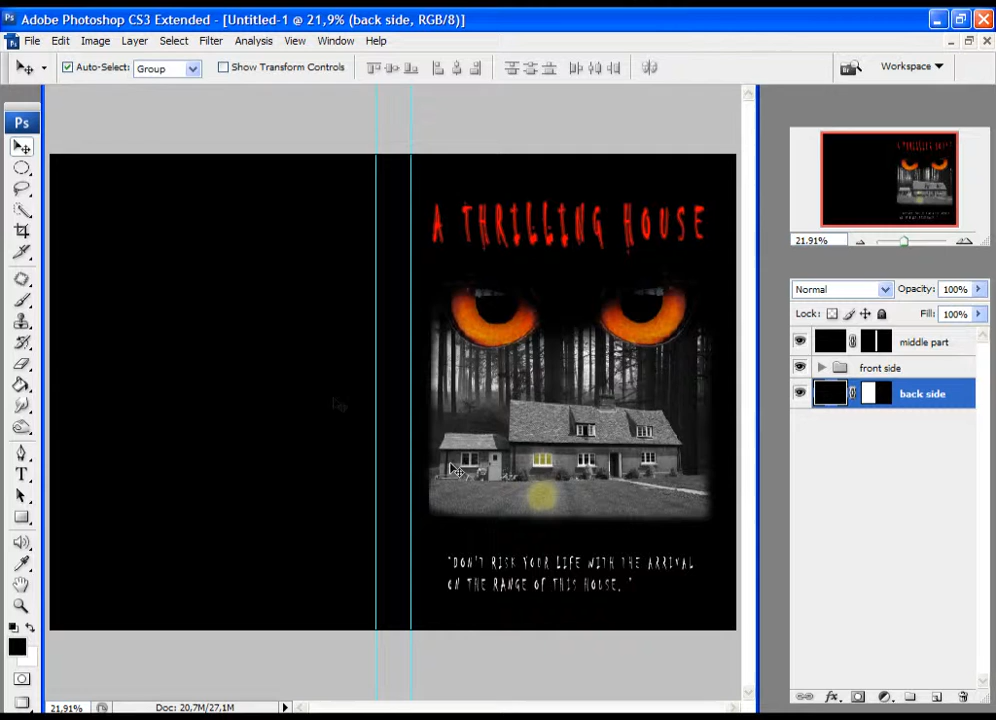 Adobe Photoshop CS3 Extended - [Untitled-1 @ 21,9% (back side, RGB/8)]
File Edit Image Layer Select Filter Analysis View Window Help
Auto-Select: Group Show Transform Controls Workspace
Ps
A THRILLING HOUSE
"DON'T RISK YOUR LIFE WITH THE ARRIVAL
ON THE RANGE OF THIS HOUSE."
21.91%
Normal Opacity: 100%
Lock: Fill: 100%
middle part
front side
back side
T
fx
21,91% Doc: 20,7M/27,1M